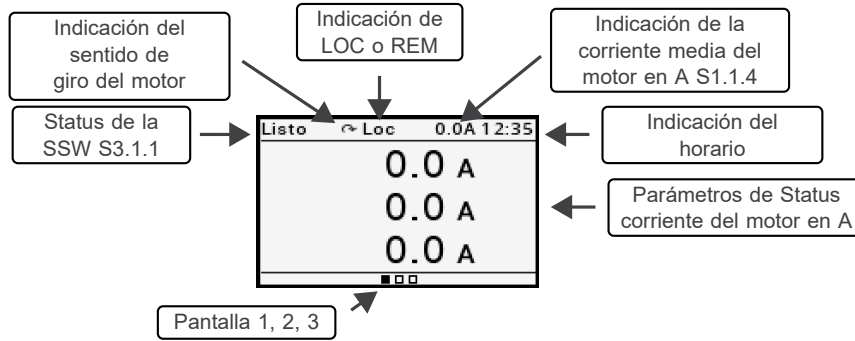 Indicación del
sentido de
giro del motor
Indicación de
LOC o REM
Indicación de la
corriente media del
motor en A S1.1.4
Status de la
SSW S3.1.1
Listo Loc 0.0A 12:35
Indicación del
horario
0.0 A
0.0 A
0.0 A
Parámetros de Status
corriente del motor en A
Pantalla 1, 2, 3